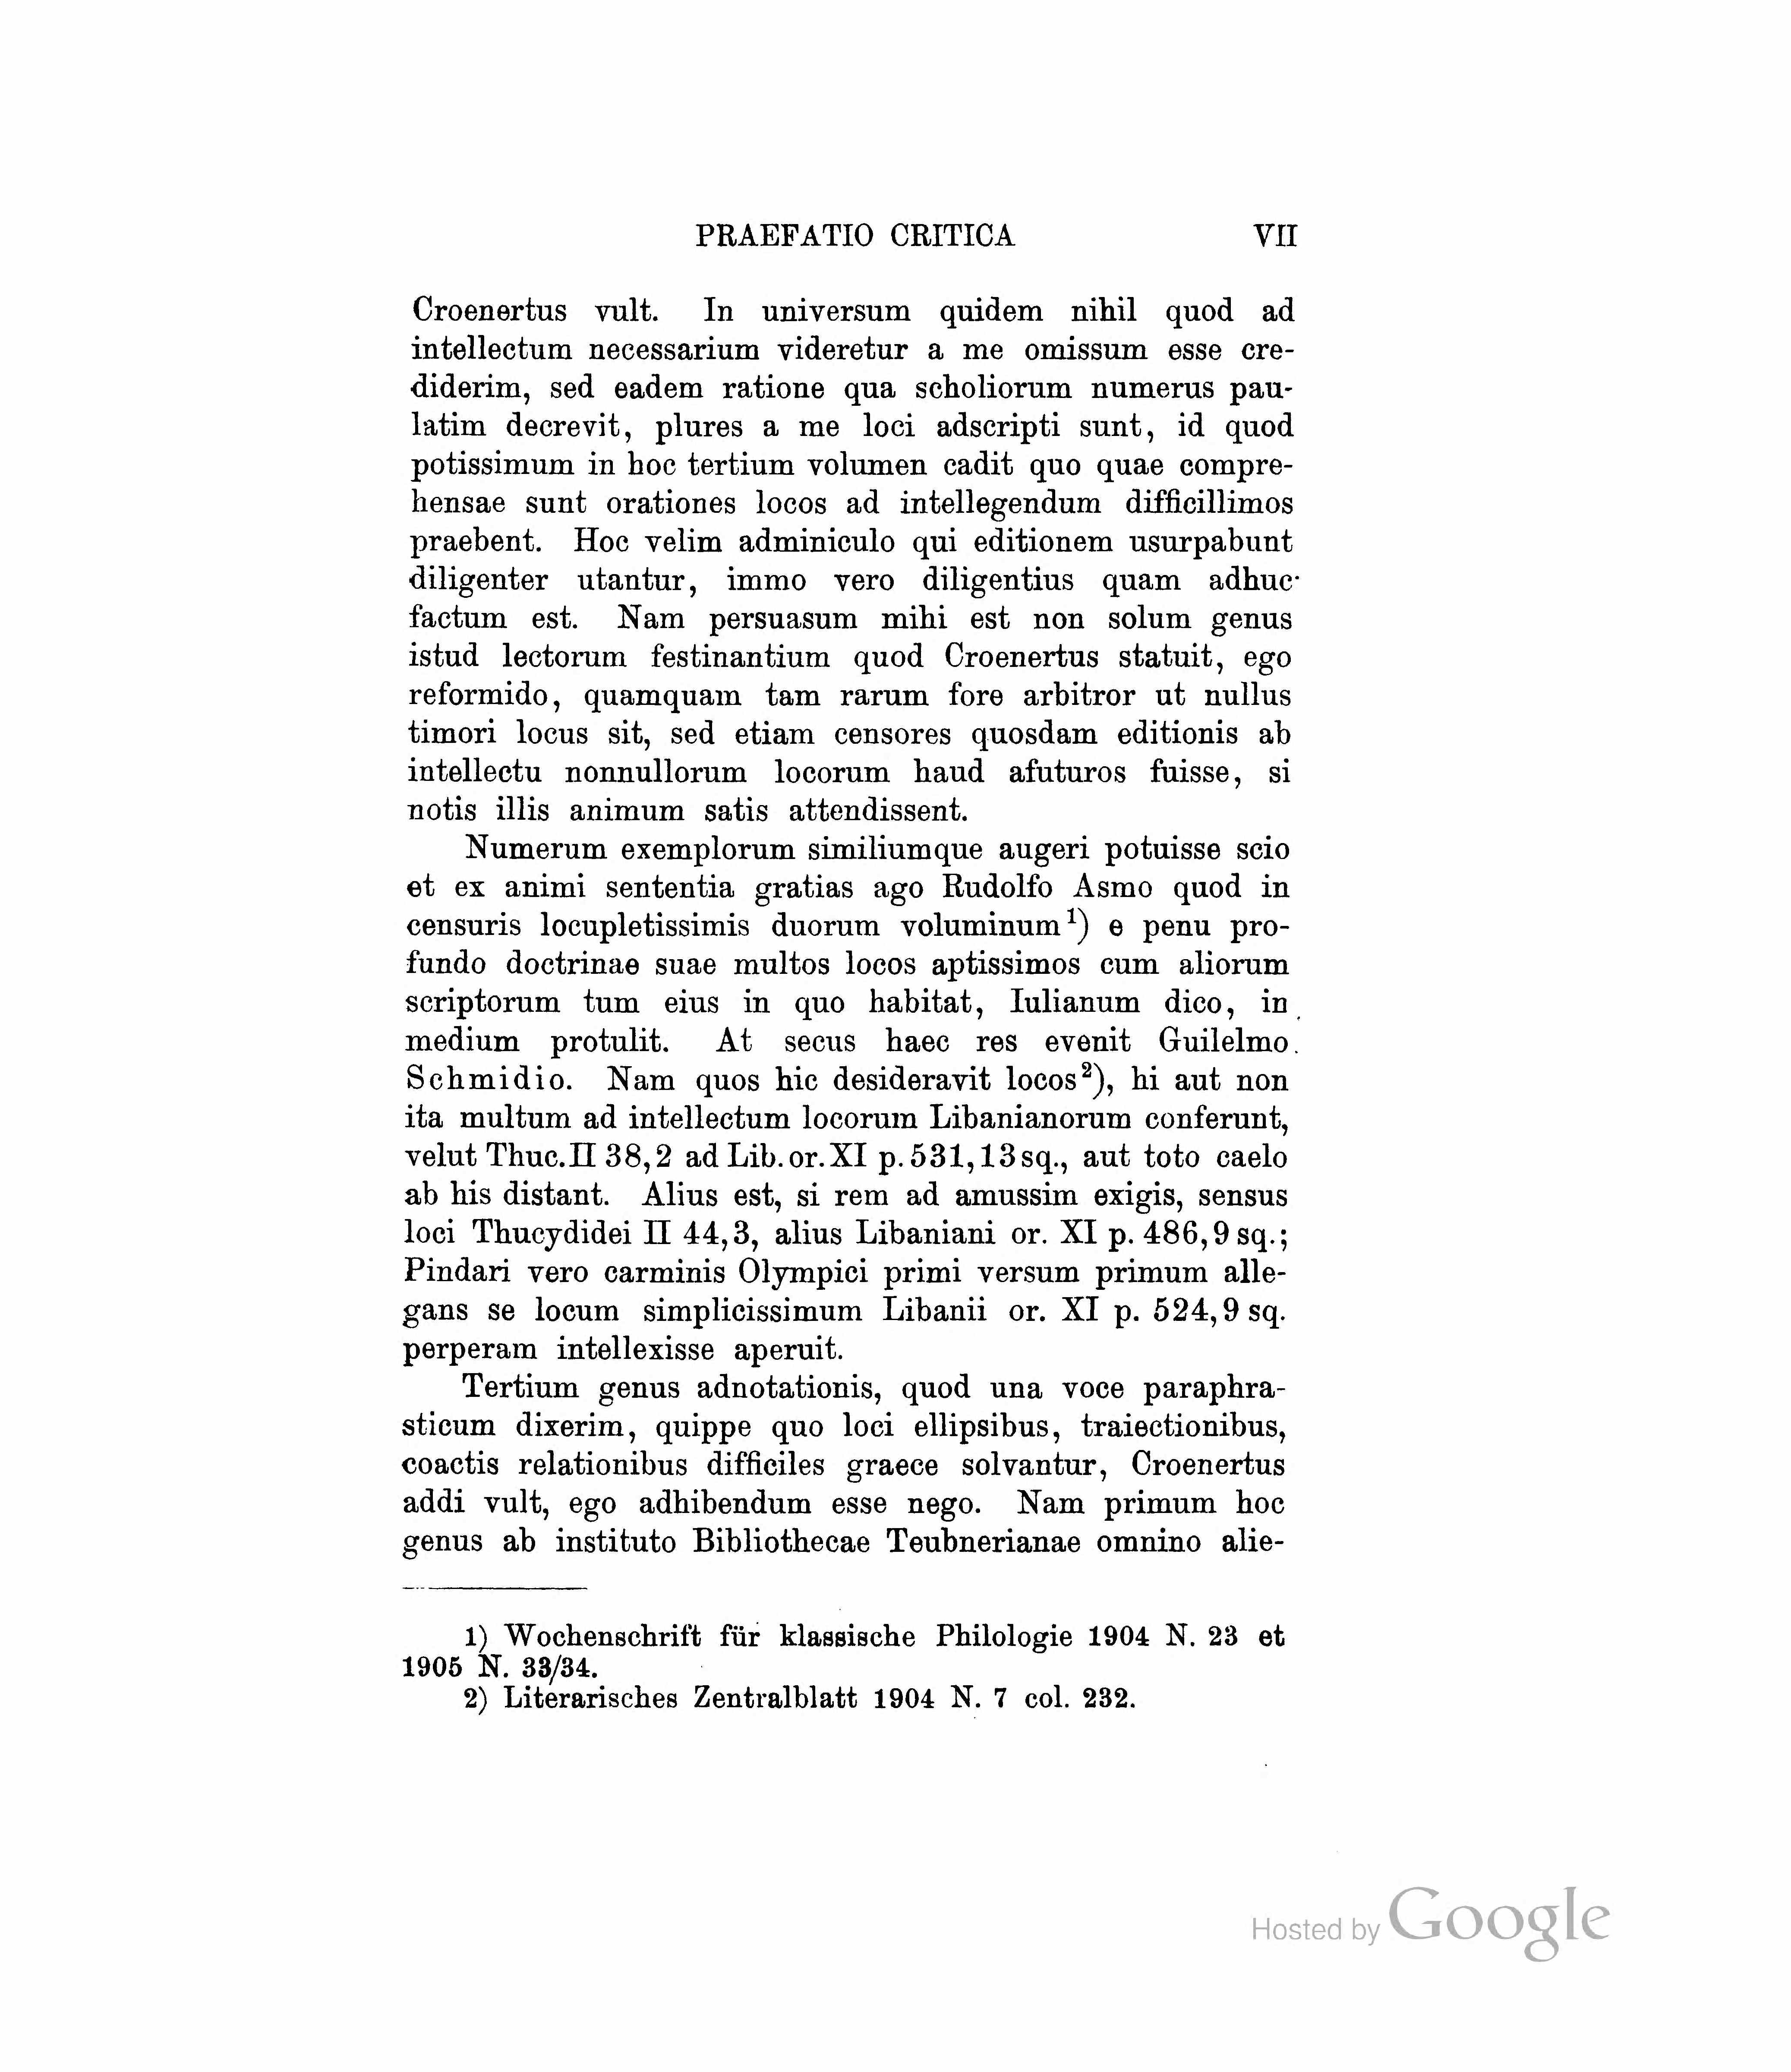 PRAEFATIO CRITICA VII
Croenertus vult. In universum quidem nihil quod ad
intellectum necessarium videretur a me omissum esse cre-
diderim, sed eadem ratione qua scholiorum numerus pau-
latim decrevit, plures a me loci adscripti sunt, id quod
potissimum in hoc tertium volumen cadit quo quae compre-
hensae sunt orationes locos ad intellegendum difficillimos
praebent. Hoc velim adminiculo qui editionem usurpabunt
diligenter utantur, immo vero diligentius quam adhuc
factum est. Nam persuasum mihi est non solum genus
istud lectorum festinantium quod Croenertus statuit, ego
reformido, quamquam tam rarum fore arbitror ut nullus
timori locus sit, sed etiam censores quosdam editionis ab
intellectu nonnullorum locorum haud afuturos fuisse, si
notis illis animum satis attendissent.
Numerum exemplorum similiumque augeri potuisse scio
et ex animi sententia gratias ago Rudolfo Asmo quod in
censuris locupletissimis duorum voluminum¹) e penu pro-
fundo doctrinae suae multos locos aptissimos cum aliorum
scriptorum tum eius in quo habitat, Iulianum dico, in
medium protulit. At secus haec res evenit Guilelmo
Schmidio. Nam quos hic desideravit locos²), hi aut non
ita multum ad intellectum locorum Libanianorum conferunt,
velut Thuc. II 38,2 ad Lib. or. XI p. 531,13 sq., aut toto caelo
ab his distant. Alius est, si rem ad amussim exigis, sensus
loci Thucydidei II 44,3, alius Libaniani or. XI p. 486,9 sq.;
Pindari vero carminis Olympici primi versum primum alle-
gans se locum simplicissimum Libanii or. XI p. 524,9 sq.
perperam intellexisse aperuit.
Tertium genus adnotationis, quod una voce paraphra-
sticum dixerim, quippe quo loci ellipsibus, traiectionibus,
coactis relationibus difficiles graece solvantur, Croenertus
addi vult, ego adhibendum esse nego. Nam primum hoc
genus ab instituto Bibliothecae Teubnerianae omnino alie-
1) Wochenschrift für klassische Philologie 1904 N. 23 et
1905 N. 33/34.
2) Literarisches Zentralblatt 1904 N. 7 col. 232.
Hosted by Google